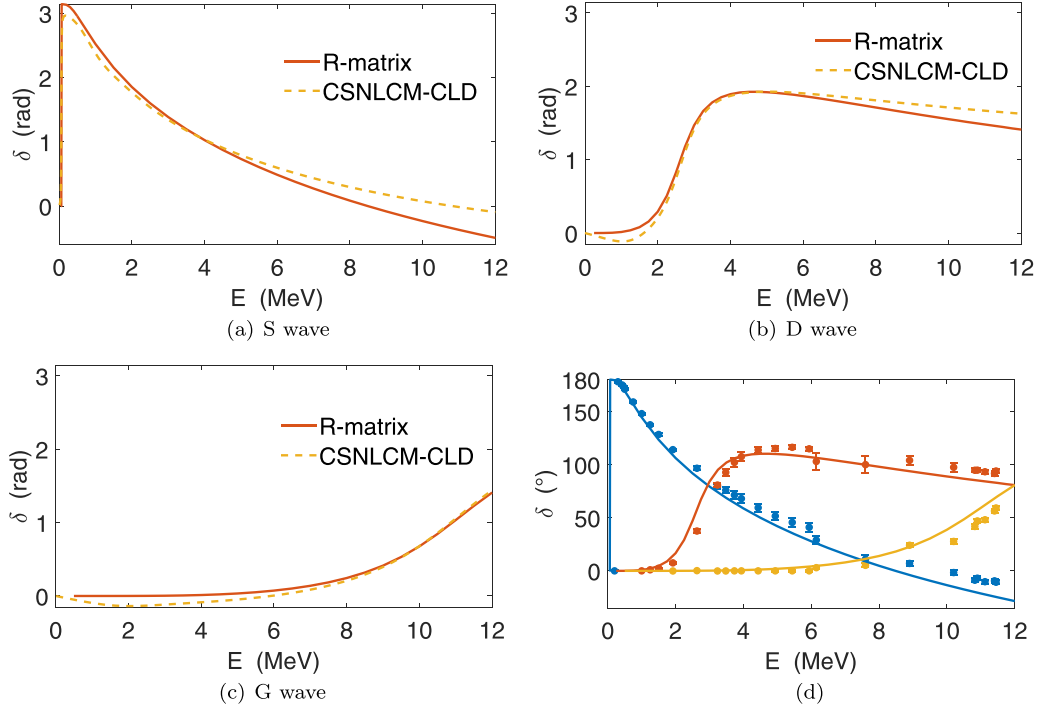 3
2
1
0
δ (rad)
R-matrix
CSNLCM-CLD
0 2 4 6 8 10 12
E (MeV)
(a) S wave
3
2
1
0
δ (rad)
R-matrix
CSNLCM-CLD
0 2 4 6 8 10 12
E (MeV)
(b) D wave
3
2
1
0
δ (rad)
R-matrix
CSNLCM-CLD
0 2 4 6 8 10 12
E (MeV)
(c) G wave
180
150
100
50
0
δ (°)
0 2 4 6 8 10 12
E (MeV)
(d)